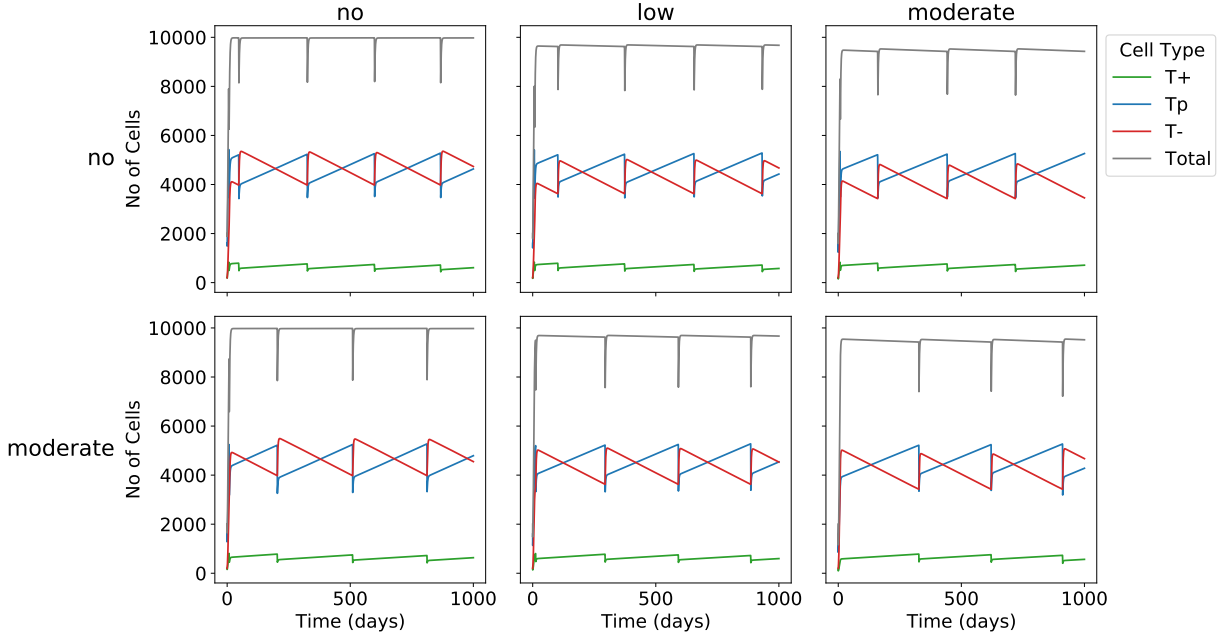 no low moderate
Cell Type
T+
Tp
T-
Total
no
No of Cells
10000
8000
6000
4000
2000
0
moderate
No of Cells
10000
8000
6000
4000
2000
0
0 500 1000 0 500 1000 0 500 1000
Time (days) Time (days) Time (days)